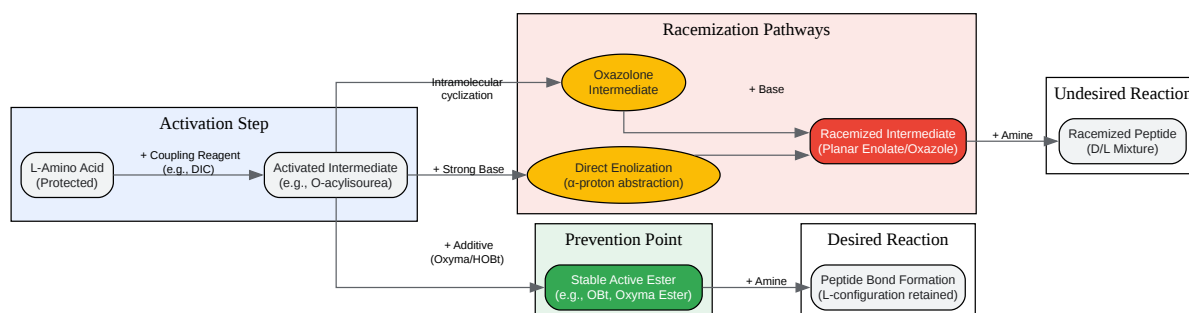 Racemization Pathways
Oxazolone
Intermediate
Intramolecular
cyclization
+ Base
Undesired Reaction
Activation Step
Racemized Intermediate
(Planar Enolate/Oxazole)
+ Amine
Racemized Peptide
(D/L Mixture)
L-Amino Acid
(Protected)
+ Coupling Reagent
(e.g., DIC)
Activated Intermediate
(e.g., O-acylisourea)
+ Strong Base
Direct Enolization
(α-proton abstraction)
+ Additive
(Oxyma/HOBt)
Prevention Point
Desired Reaction
Stable Active Ester
(e.g., OBt, Oxyma Ester)
+ Amine
Peptide Bond Formation
(L-configuration retained)